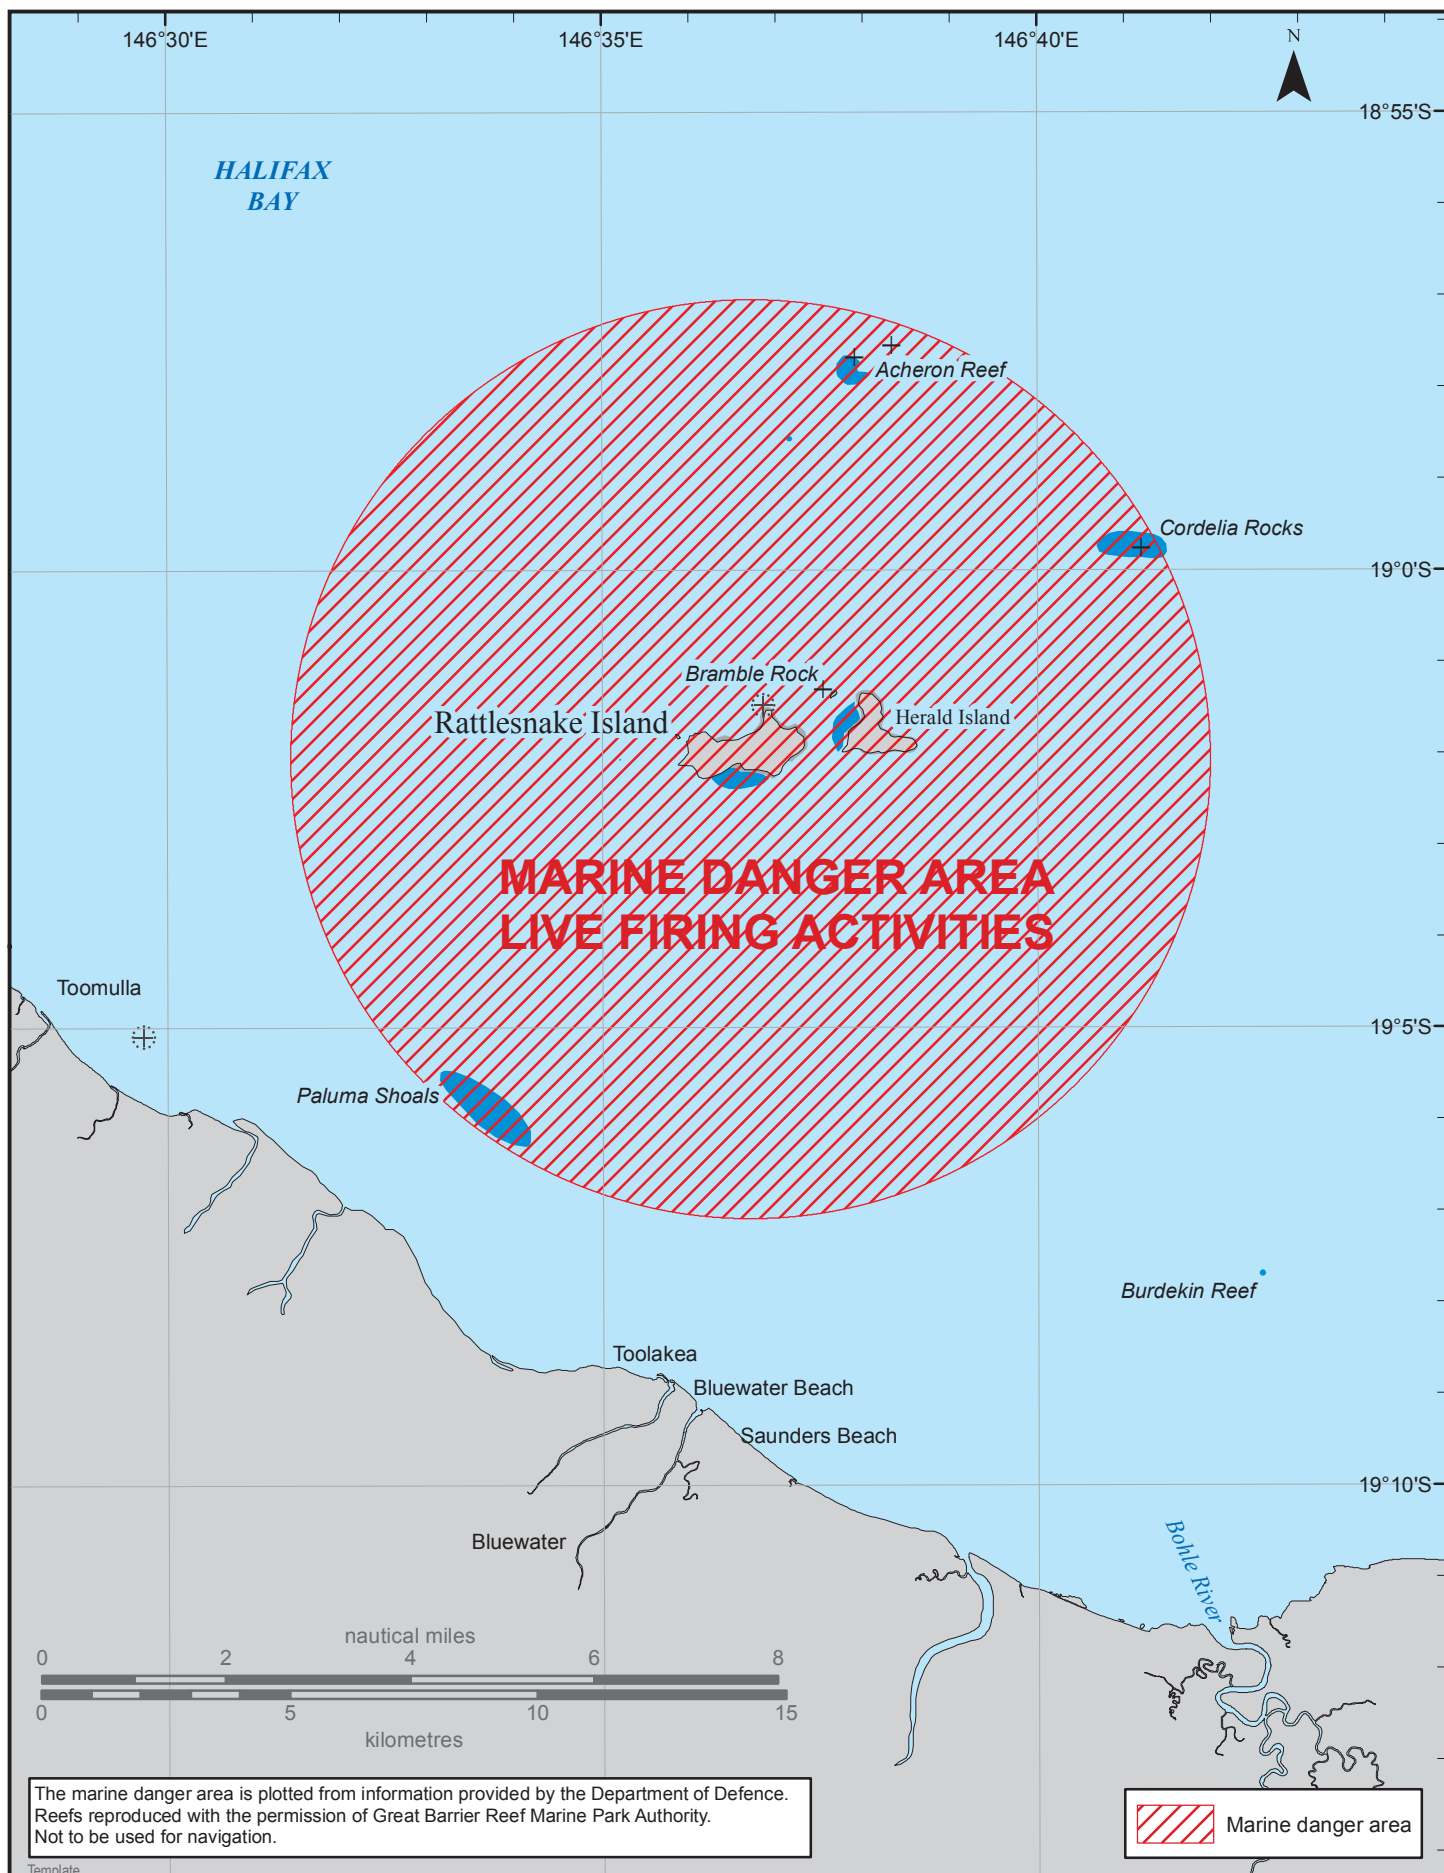 146°30'E
146°35'E
146°40'E
N
18°55'S
HALIFAX
BAY
Acheron Reef
Cordelia Rocks
19°0'S
Bramble Rock
Rattlesnake Island
Herald Island
MARINE DANGER AREA
LIVE FIRING ACTIVITIES
Toomulla
19°5'S
Paluma Shoals
Burdekin Reef
Toolakea
Bluewater Beach
Saunders Beach
19°10'S
Bluewater
Bohle River
nautical miles
0 2 4 6 8
0 5 10 15
kilometres
The marine danger area is plotted from information provided by the Department of Defence.
Reefs reproduced with the permission of Great Barrier Reef Marine Park Authority.
Not to be used for navigation.
Marine danger area
Template